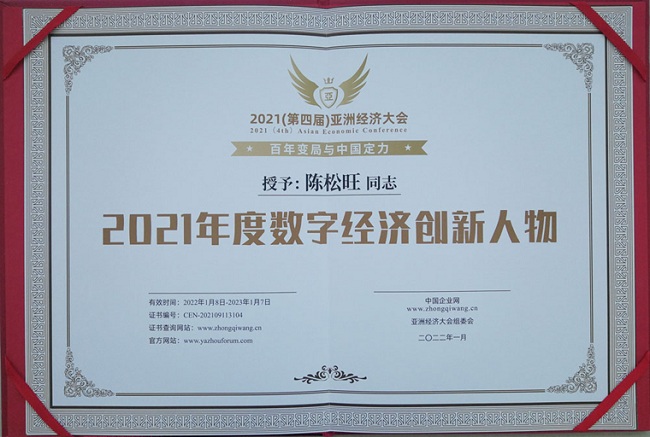 亚
2021(第四届)亚洲经济大会
2021（4th）Asian Economic Conference
★ 百年变局与中国定力 ★
授予：陈松旺 同志
2021年度数字经济创新人物
有效时间：2022年1月8日-2023年1月7日
证书编号：CEN-202109113104
证书查询网站：www.zhongqiwang.cn
官方网站：www.yazhouforum.com
中国企业网
www.zhongqiwang.cn
亚洲经济大会组委会
二〇二二年一月